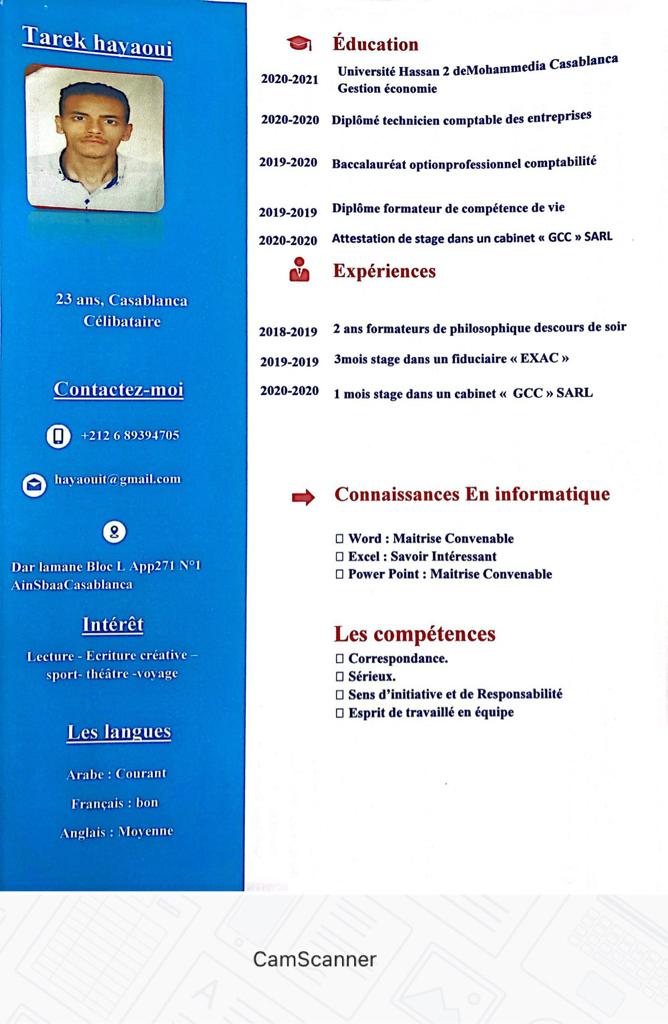 Tarek hayaoui
23 ans, Casablanca
Célibataire
Contactez-moi
+212 6 89394705
hayaouit@gmail.com
Dar lamane Bloc L App271 N°1
AinSbaaCasablanca
Intérêt
Lecture - Ecriture créative –
sport- théâtre -voyage
Les langues
Arabe : Courant
Français : bon
Anglais : Moyenne
Éducation
2020-2021 Université Hassan 2 deMohammedia Casablanca
Gestion économie
2020-2020 Diplômé technicien comptable des entreprises
2019-2020 Baccalauréat optionprofessionnel comptabilité
2019-2019 Diplôme formateur de compétence de vie
2020-2020 Attestation de stage dans un cabinet « GCC » SARL
Expériences
2018-2019 2 ans formateurs de philosophique descours de soir
2019-2019 3mois stage dans un fiduciaire « EXAC »
2020-2020 1 mois stage dans un cabinet « GCC » SARL
Connaissances En informatique
Word : Maitrise Convenable
Excel : Savoir Intéressant
Power Point : Maitrise Convenable
Les compétences
Correspondance.
Sérieux.
Sens d’initiative et de Responsabilité
Esprit de travaillé en équipe
CamScanner